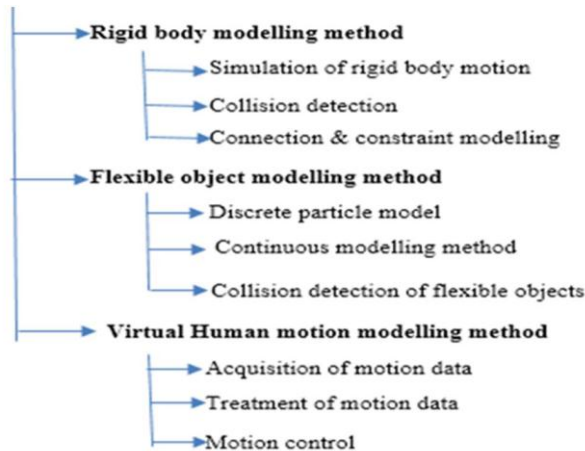 Rigid body modelling method
Simulation of rigid body motion
Collision detection
Connection & constraint modelling
Flexible object modelling method
Discrete particle model
Continuous modelling method
Collision detection of flexible objects
Virtual Human motion modelling method
Acquisition of motion data
Treatment of motion data
Motion control